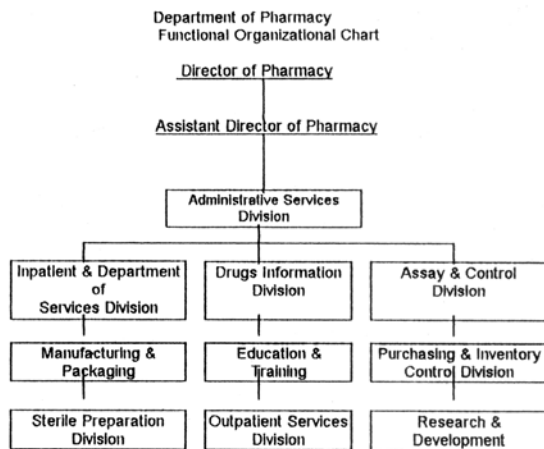 Department of Pharmacy
Functional Organizational Chart
Director of Pharmacy
Assistant Director of Pharmacy
Administrative Services
Division
Inpatient & Department
of
Services Division
Drugs Information
Division
Assay & Control
Division
Manufacturing &
Packaging
Education &
Training
Purchasing & Inventory
Control Division
Sterile Preparation
Division
Outpatient Services
Division
Research &
Development